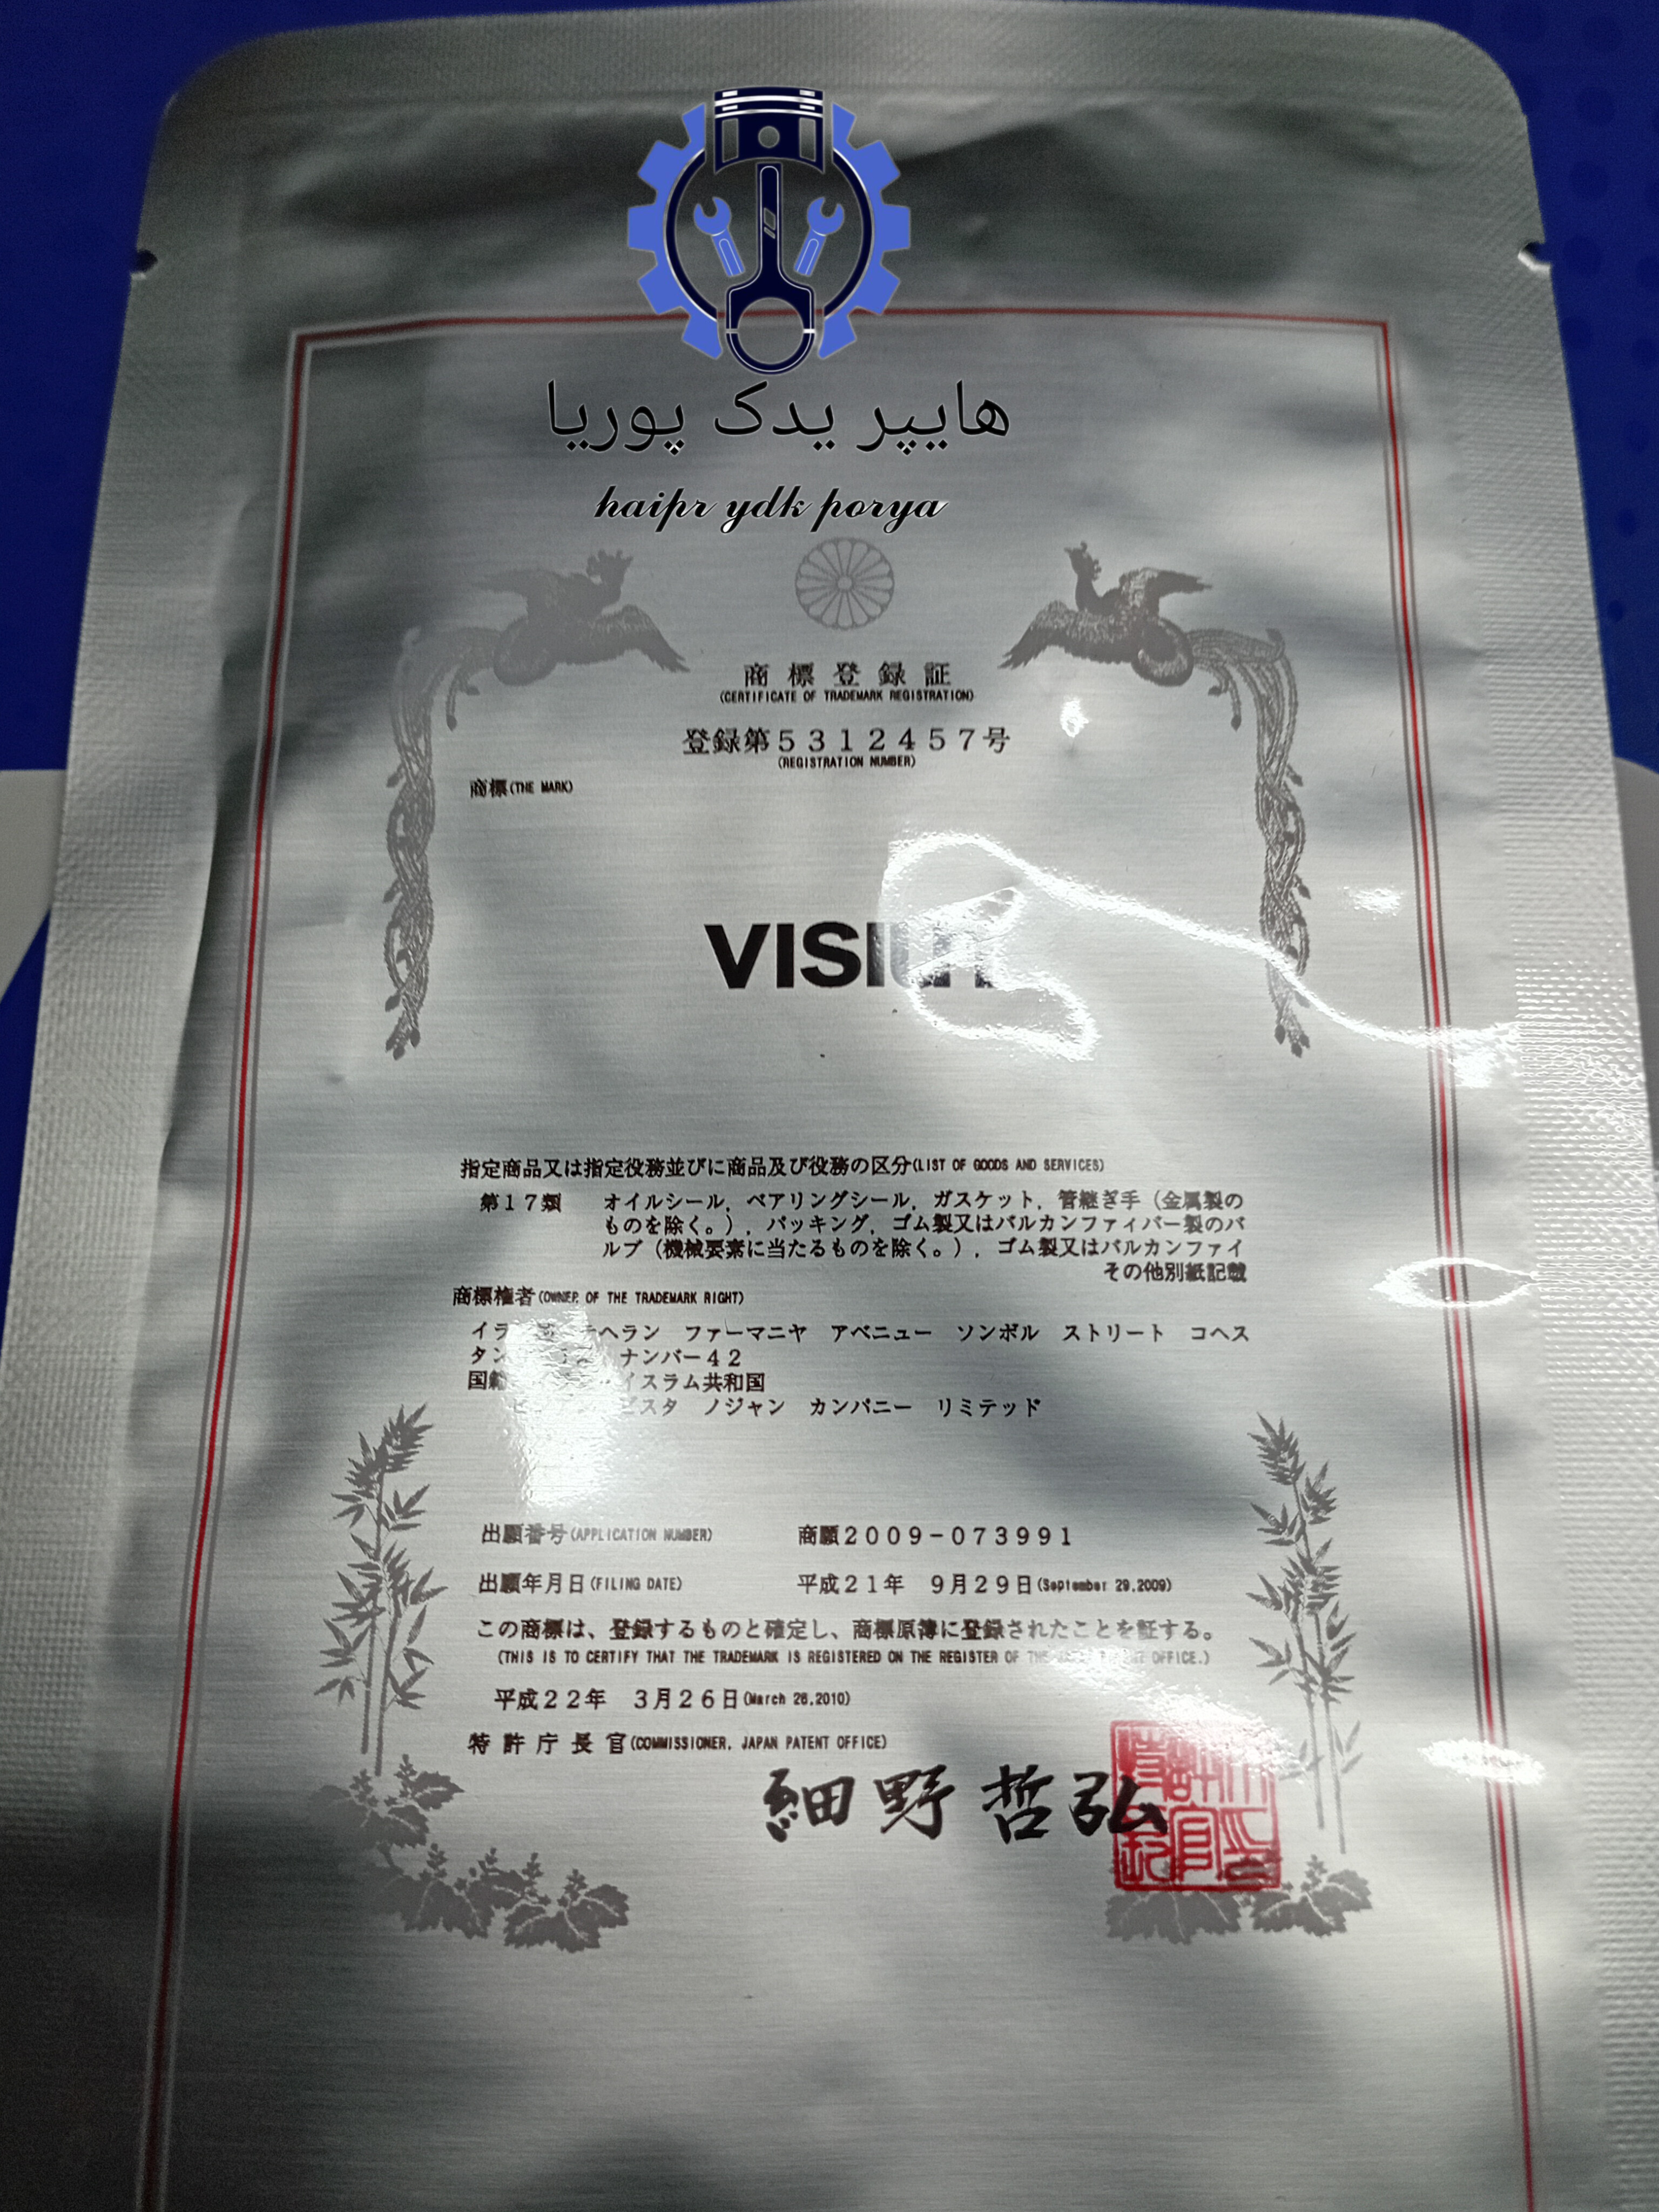 هایپر یدک پوریا
haipr ydk porya
商標登録証
(CERTIFICATE OF TRADEMARK REGISTRATION)
登録第5312457号
(REGISTRATION NUMBER)
商標(THE MARK)
指定商品又は指定役務並びに商品及び役務の区分(LIST OF GOODS AND SERVICES)
第17類 オイルシール，ベアリングシール，ガスケット，管継ぎ手（金属製の
ものを除く。），パッキング，ゴム製又はバルカンファイバー製のバ
ルブ（機械要素に当たるものを除く。），ゴム製又はバルカンファイ
その他別紙記載
商標権者(OWNER OF THE TRADEMARK RIGHT)
ファーマニヤ アベニュー ソンボル ストリート コヘス
ナンバー42
イスラム共和国
ノジャン カンパニー リミテッド
出願番号(APPLICATION NUMBER) 商願2009-073991
出願年月日(FILING DATE) 平成21年 9月29日(September 29,2009)
この商標は、登録するものと確定し、商標原簿に登録されたことを証する。
(THIS IS TO CERTIFY THAT THE TRADEMARK IS REGISTERED ON THE REGISTER OF THE OFFICE.)
平成22年 3月26日(March 26,2010)
特許庁長官(COMMISSIONER, JAPAN PATENT OFFICE)
細野哲弘